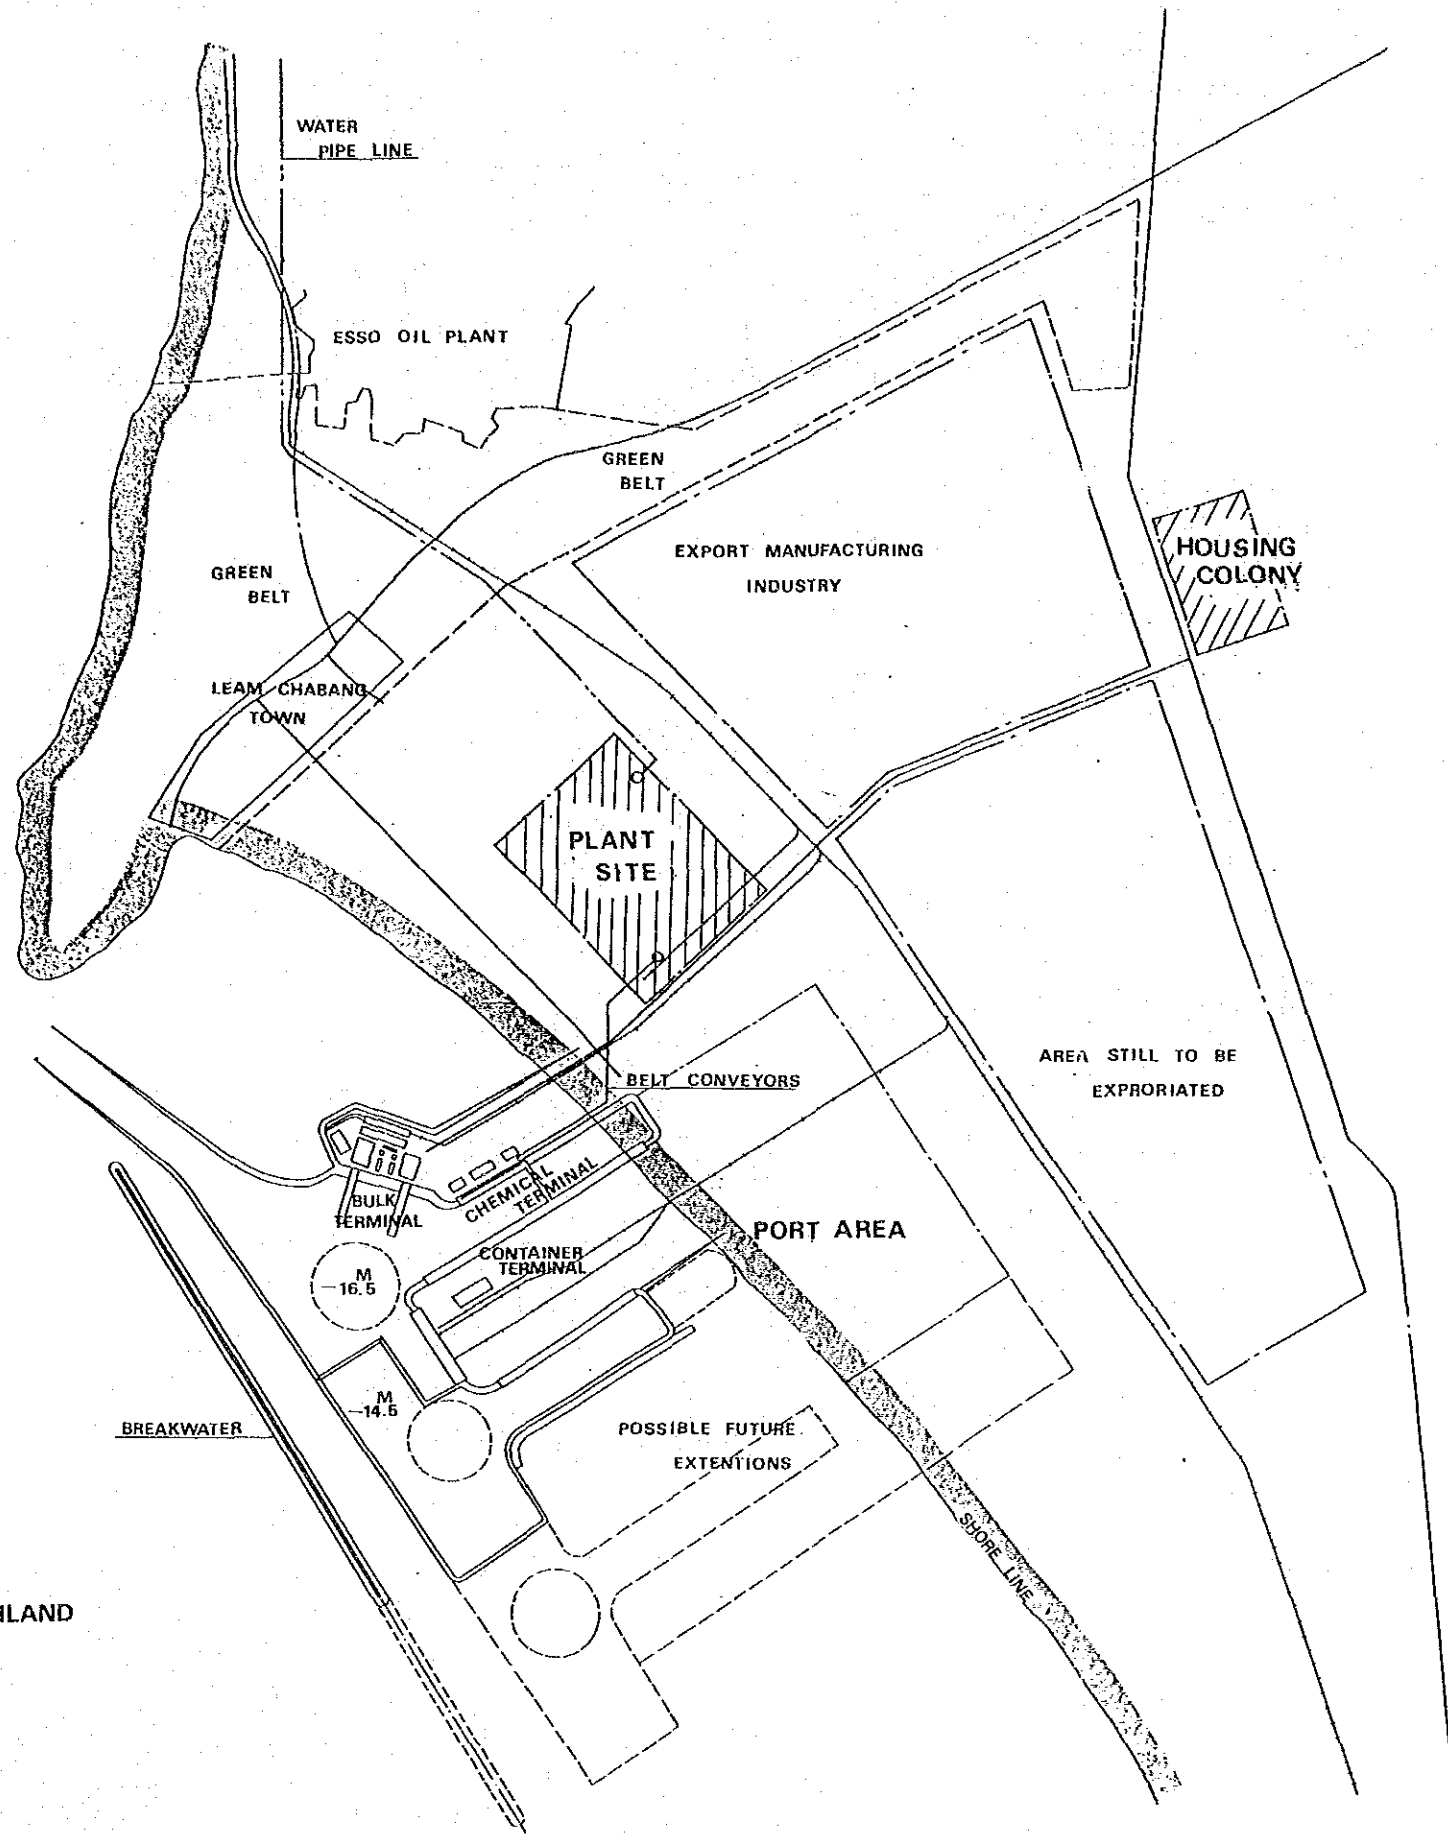 WATER
PIPE LINE
ESSO OIL PLANT
GREEN
BELT
EXPORT MANUFACTURING
INDUSTRY
HOUSING
COLONY
GREEN
BELT
LEAM CHABANG
TOWN
PLANT
SITE
AREA STILL TO BE
EXPRORIATED
BELT CONVEYORS
BULK
TERMINAL
CHEMICAL
TERMINAL
PORT AREA
CONTAINER
TERMINAL
M
-16.5
M
-14.5
BREAKWATER
POSSIBLE FUTURE
EXTENTIONS
SHORE LINE
ILAND